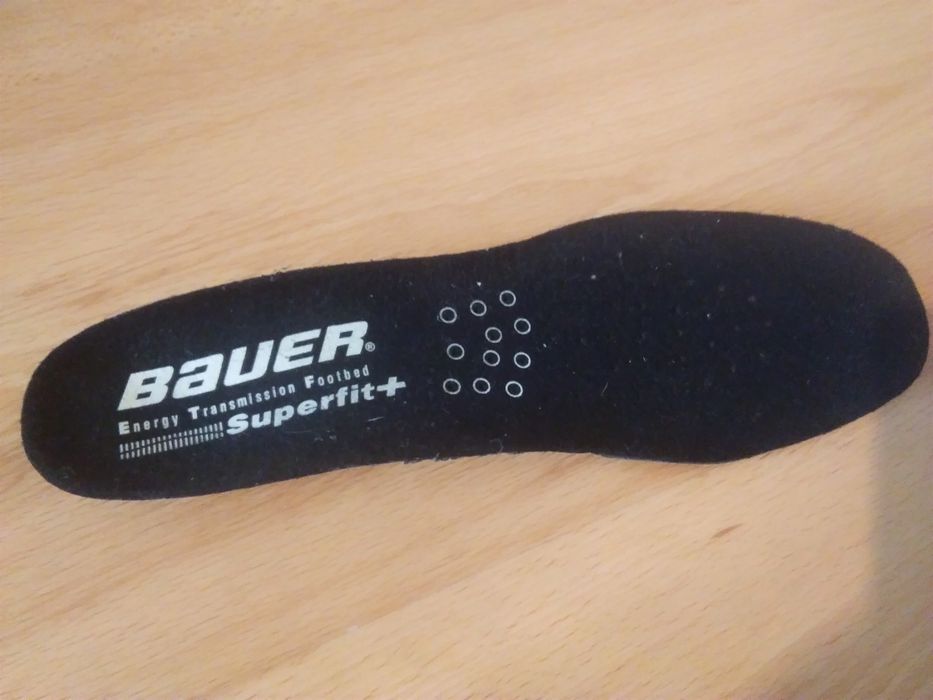 BaUER®
Energy Transmission Footbed
Superfit+